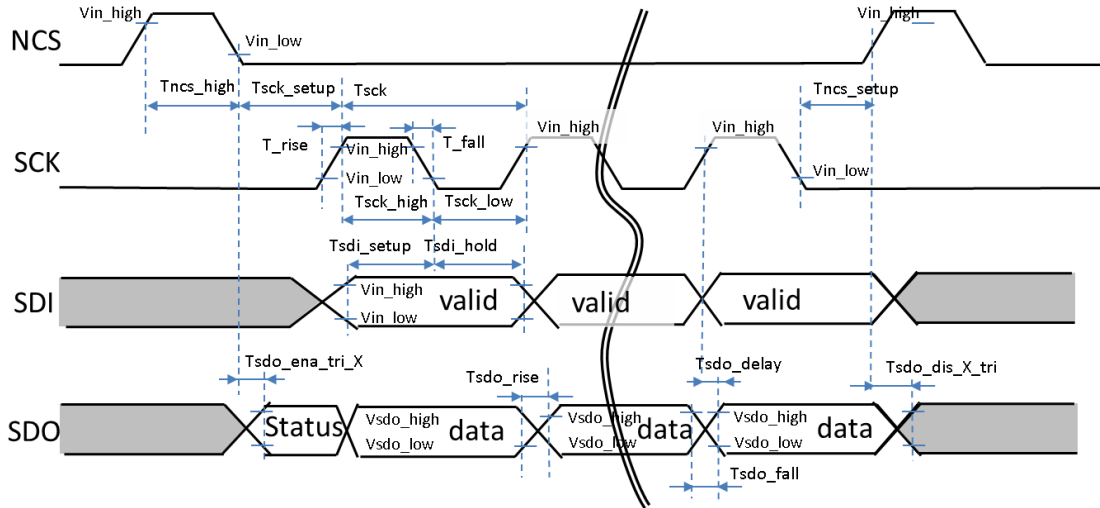 NCS
Vin_high
Vin_low
Vin_high
Tncs_high
Tsck_setup
Tsck
Tncs_setup
SCK
T_rise
Vin_high
Vin_low
T_fall
Vin_high
Vin_high
Vin_low
Tsck_high
Tsck_low
SDI
Tsdi_setup
Tsdi_hold
Vin_high
Vin_low
valid
valid
valid
Tsdo_ena_tri_X
Tsdo_rise
Tsdo_delay
Tsdo_dis_X_tri
SDO
Status
Vsdo_high
Vsdo_low
data
Vsdo_high
Vsdo_low
data
Vsdo_high
Vsdo_low
data
Tsdo_fall